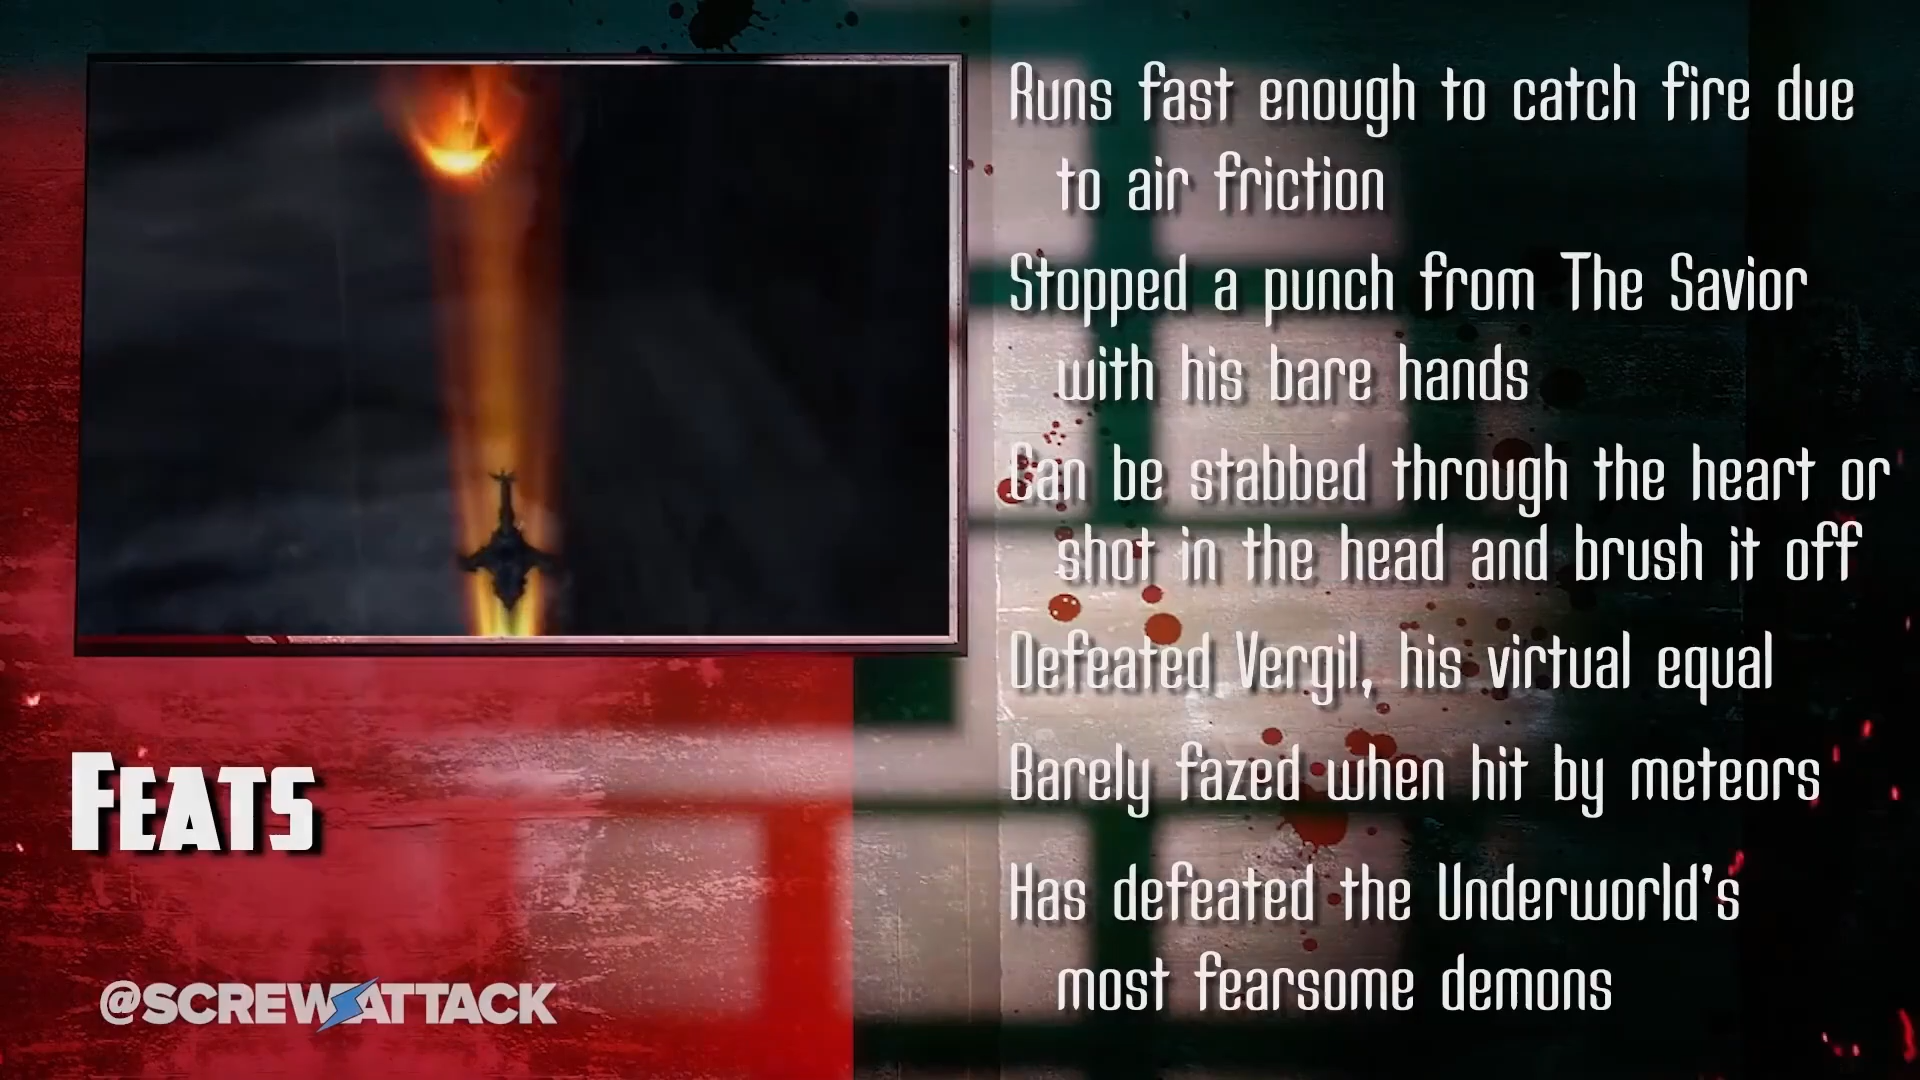 Runs fast enough to catch fire due
to air friction
Stopped a punch from The Savior
with his bare hands
Can be stabbed through the heart or
shot in the head and brush it off
Defeated Vergil, his virtual equal
Barely fazed when hit by meteors
Has defeated the Underworld's
most fearsome demons
FEATS
@SCREWATTACK